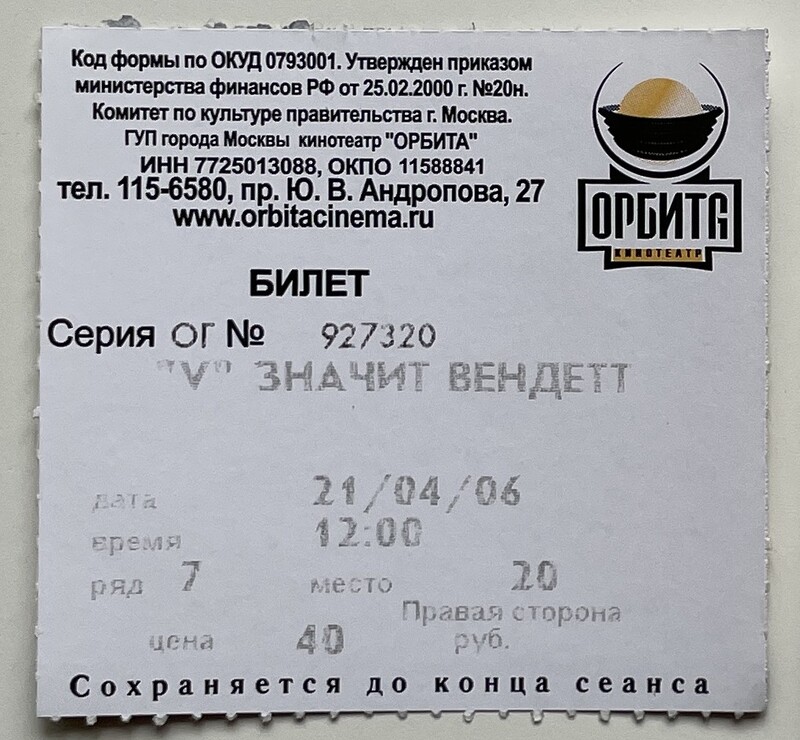 Код формы по ОКУД 0793001. Утвержден приказом
министерства финансов РФ от 25.02.2000 г. №20н.
Комитет по культуре правительства г. Москва.
ГУП города Москвы кинотеатр "ОРБИТА"
ИНН 7725013088, ОКПО 11588841
тел. 115-6580, пр. Ю. В. Андропова, 27
www.orbitacinema.ru
ОРБИТА
КИНОТЕАТР
БИЛЕТ
Серия ОГ № 927320
"V" ЗНАЧИТ ВЕНДЕТТ
дата 21/04/06
время 12:00
ряд 7 место 20
Правая сторона
цена 40 руб.
Сохраняется до конца сеанса